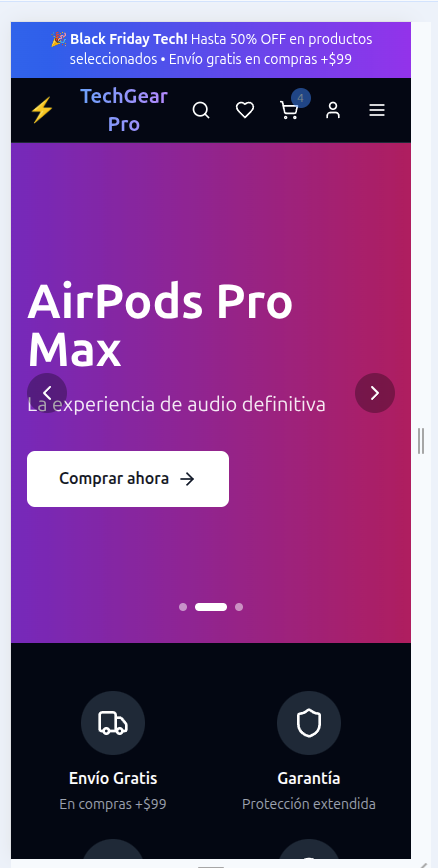 🎉 Black Friday Tech! Hasta 50% OFF en productos
seleccionados • Envío gratis en compras +$99
⚡ TechGear
Pro
4
AirPods Pro
Max
La experiencia de audio definitiva
Comprar ahora →
Envío Gratis
Garantía
En compras +$99
Protección extendida